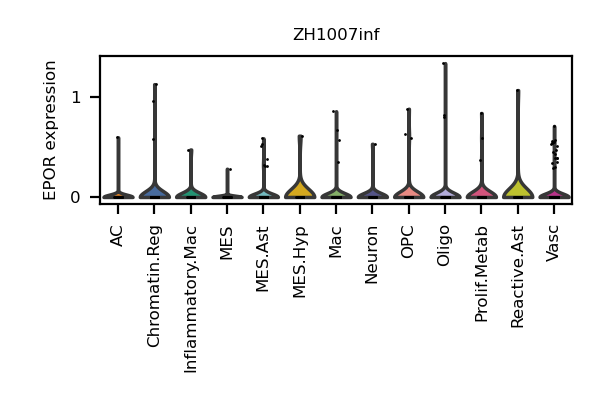 ZH1007inf
EPOR expression
1
0
AC
Chromatin.Reg
Inflammatory.Mac
MES
MES.Ast
MES.Hyp
Mac
Neuron
OPC
Oligo
Prolif.Metab
Reactive.Ast
Vasc